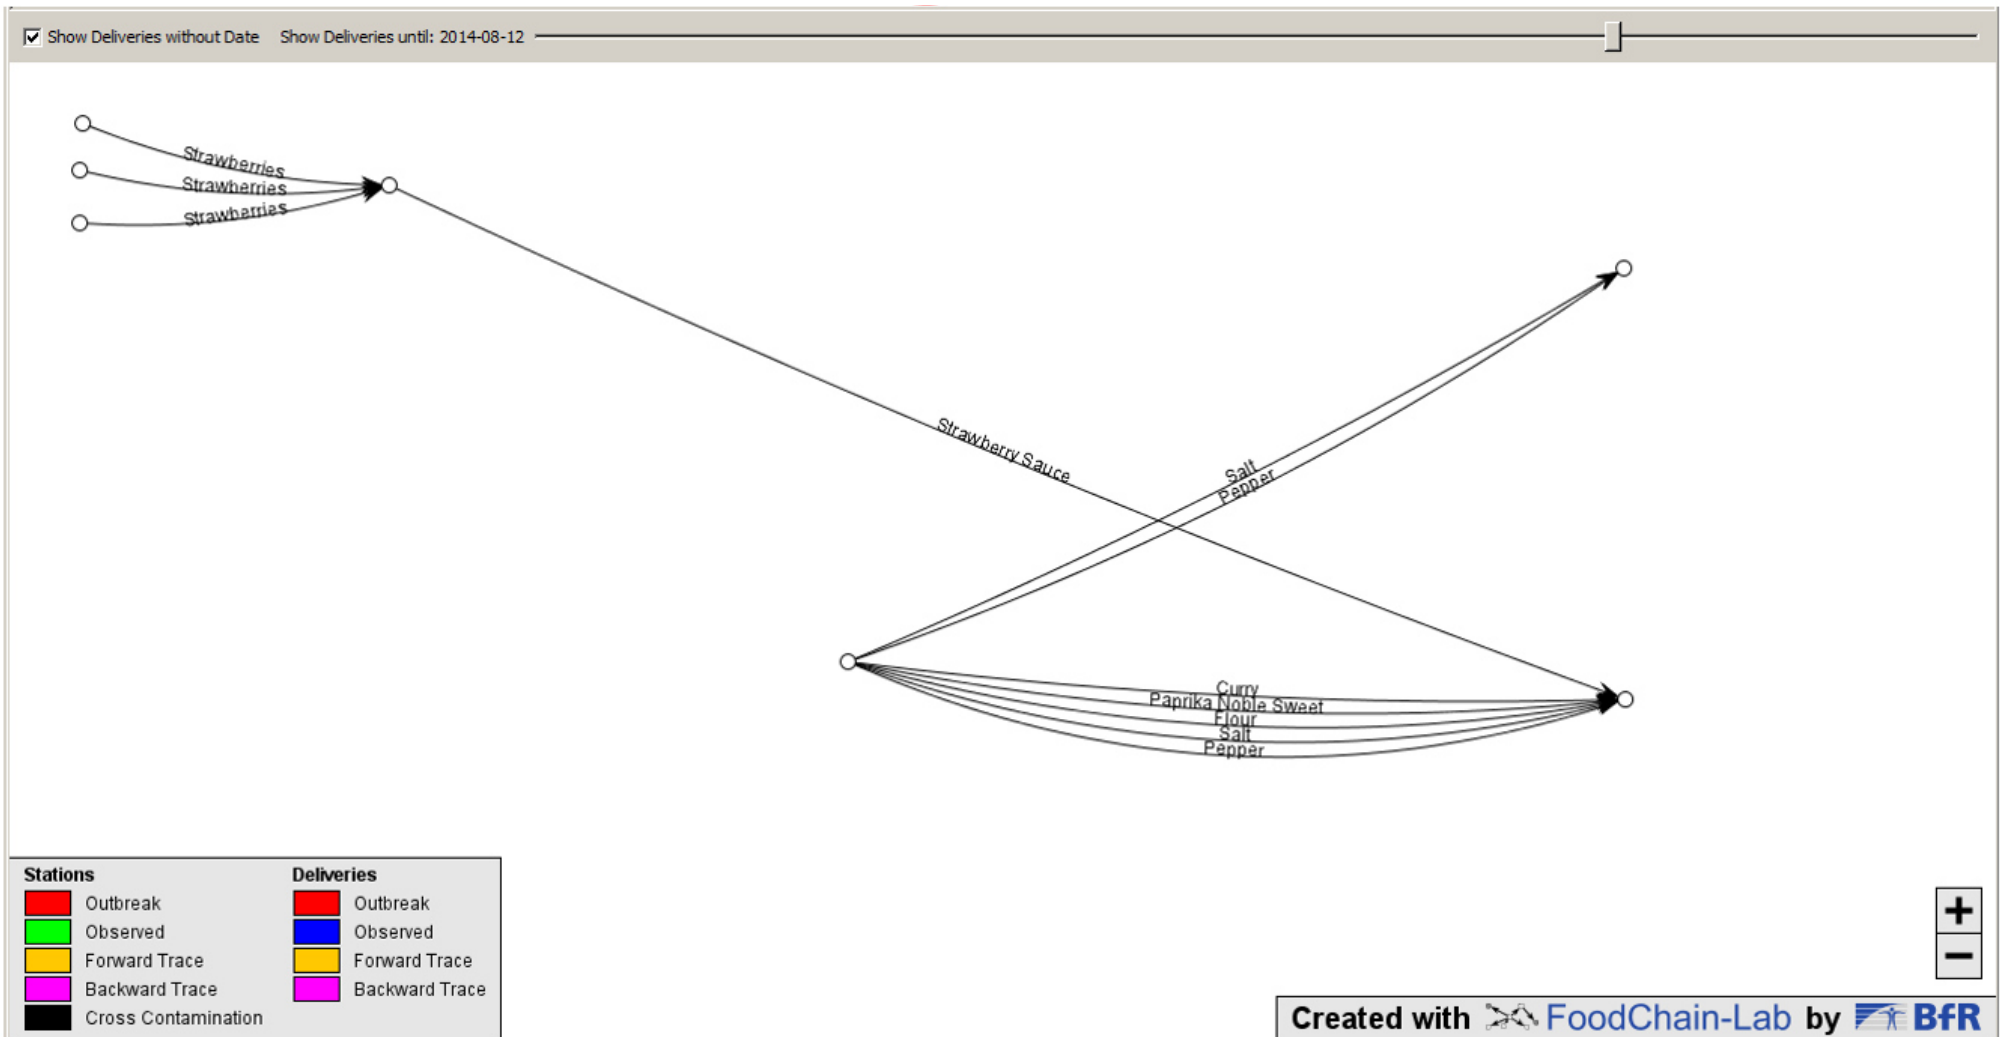 Show Deliveries without Date Show Deliveries until: 2014-08-12
Strawberries
Strawberries
Strawberries
Strawberry Sauce
Salt
Pepper
Curry
Paprika Noble Sweet
Flour
Salt
Pepper
Stations Deliveries
Outbreak Outbreak
Observed Observed
Forward Trace Forward Trace
Backward Trace Backward Trace
Cross Contamination
+
−
Created with FoodChain-Lab by BfR